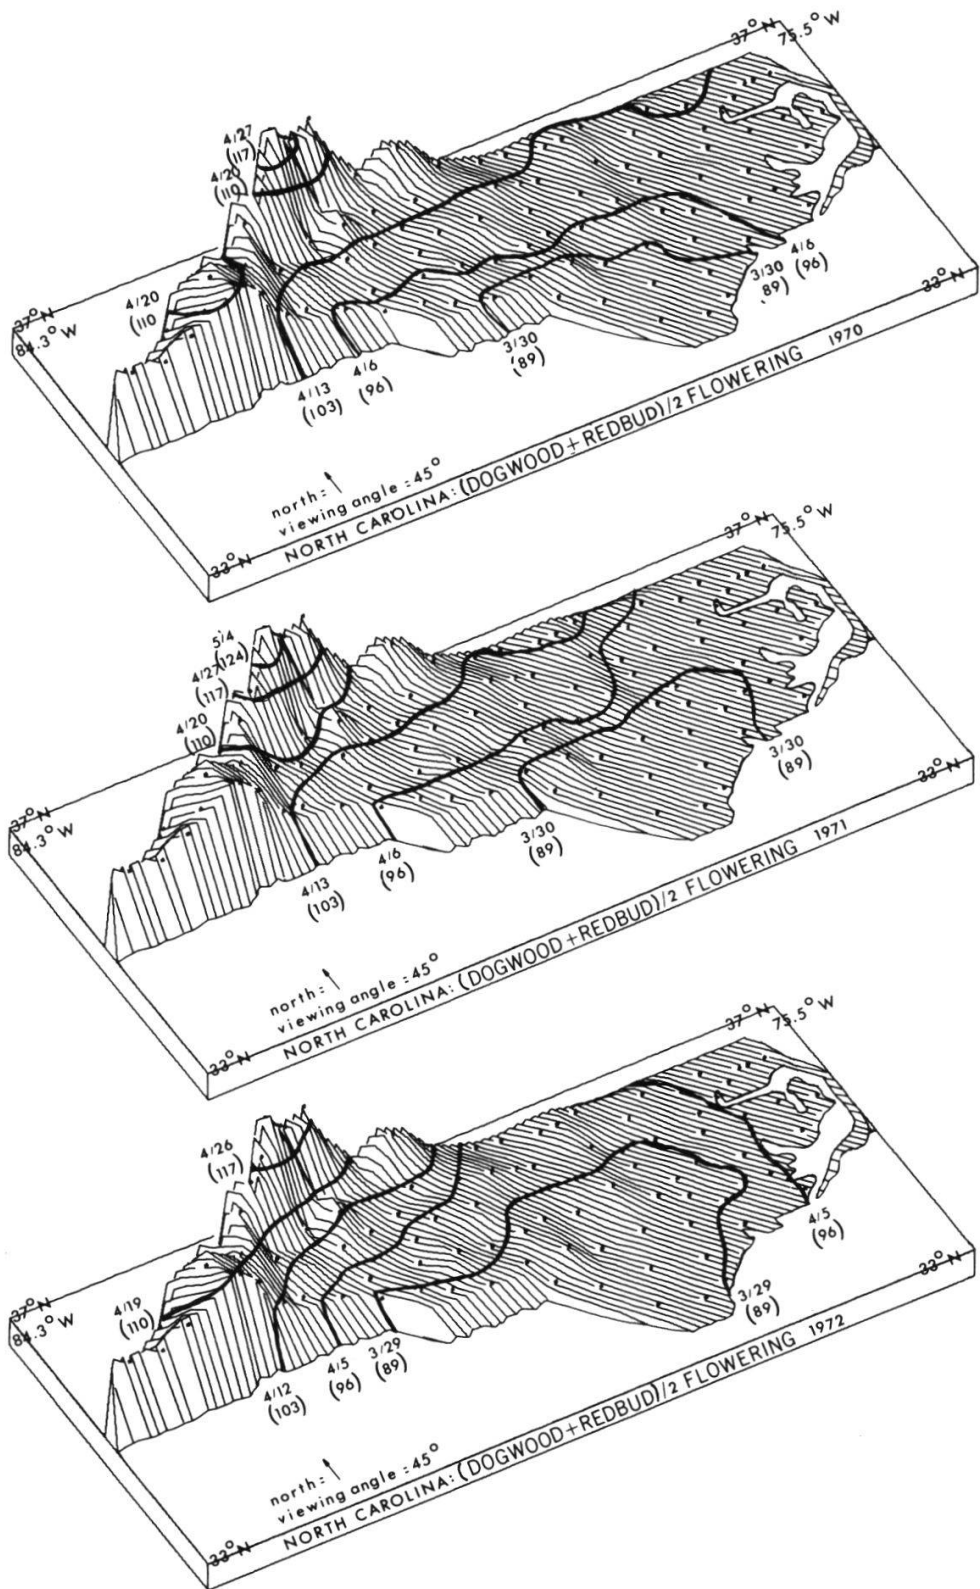 37° N 75.5° W
4/27
(117)
4/20
(110)
4/20
(110
37° N
84.3° W
4/6
(96)
3/30
89)
33° N
3/30
(89)
4/6
(96)
4/13
(103)
north:
viewing angle : 45°
33° N
NORTH CAROLINA: (DOGWOOD+REDBUD)/2 FLOWERING 1970
37° N 75.5° W
5/4
(124)
4/27
(117)
4/20
(110)
37° N
84.3° W
3/30
(89)
33° N
3/30
(89)
4/6
(96)
4/13
(103)
north:
viewing angle : 45°
33° N
NORTH CAROLINA: (DOGWOOD+REDBUD)/2 FLOWERING 1971
37° N 75.5° W
4/26
(117)
4/19
(110)
37° N
84.3° W
4/5
(96)
33° N
3/29
(89)
3/29
(89)
4/5
(96)
4/12
(103)
north:
viewing angle : 45°
33° N
NORTH CAROLINA: (DOGWOOD+REDBUD)/2 FLOWERING 1972